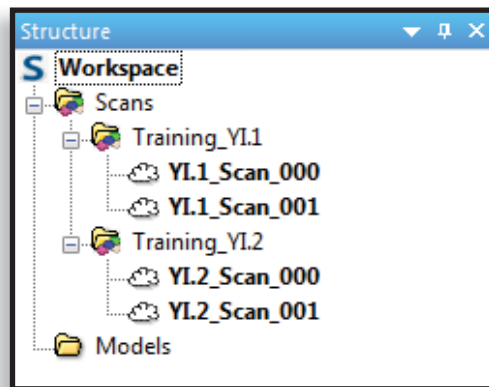 Structure
Workspace
Scans
Training_YI.1
YI.1_Scan_000
YI.1_Scan_001
Training_YI.2
YI.2_Scan_000
YI.2_Scan_001
Models